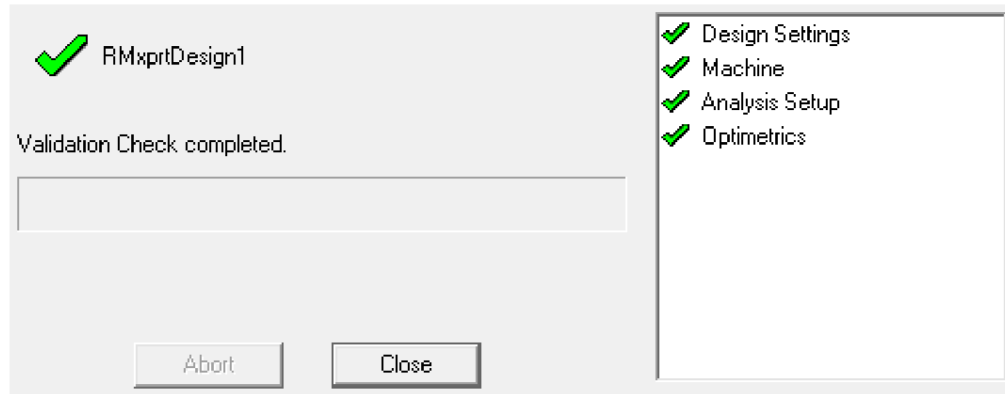 RMxprtDesign1
Validation Check completed.
Abort
Close
Design Settings
Machine
Analysis Setup
Optimetrics